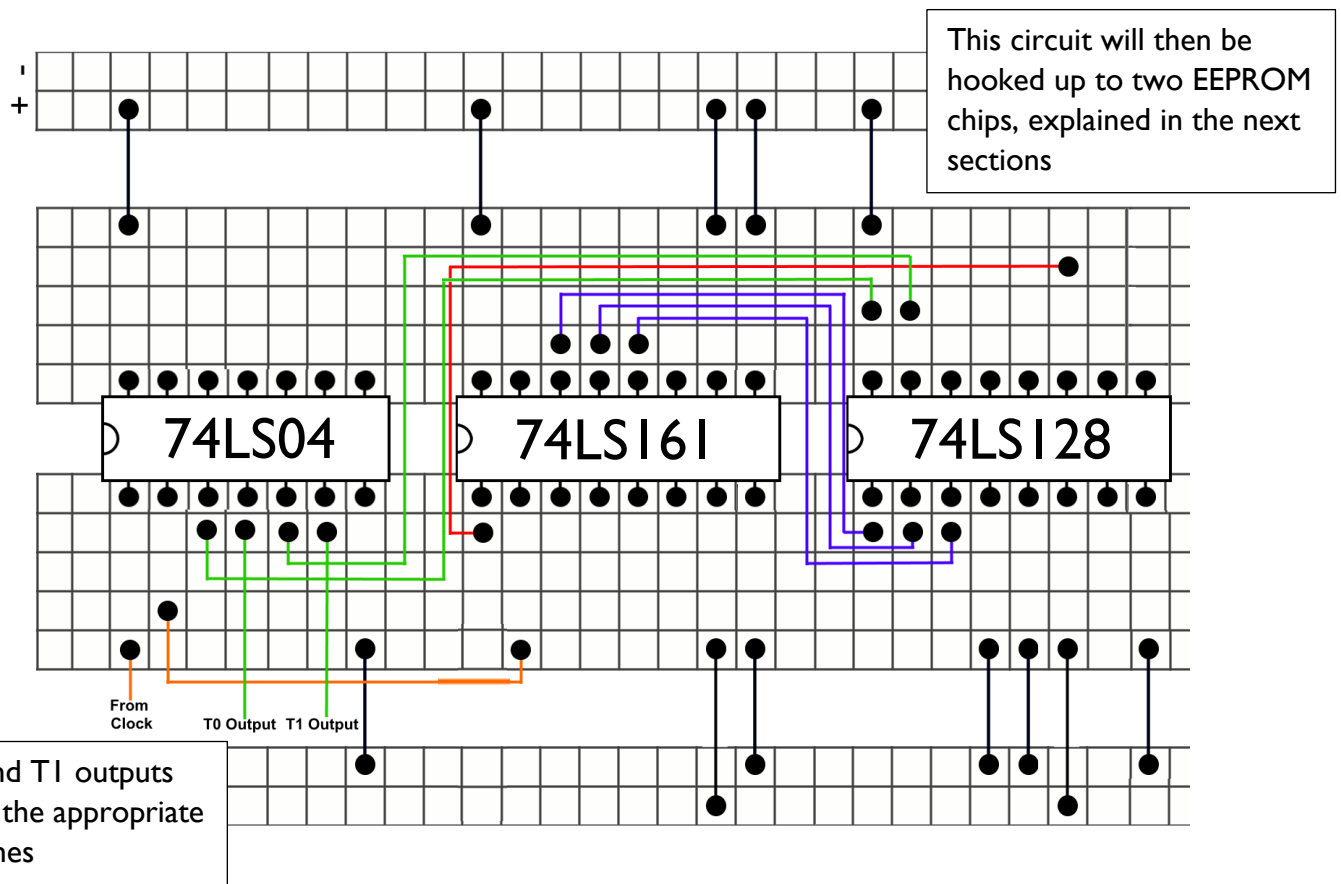 This circuit will then be
hooked up to two EEPROM
chips, explained in the next
sections
-
+
74LS04
74LS161
74LS128
From
Clock
T0 Output
T1 Output
nd T1 outputs
the appropriate
nes